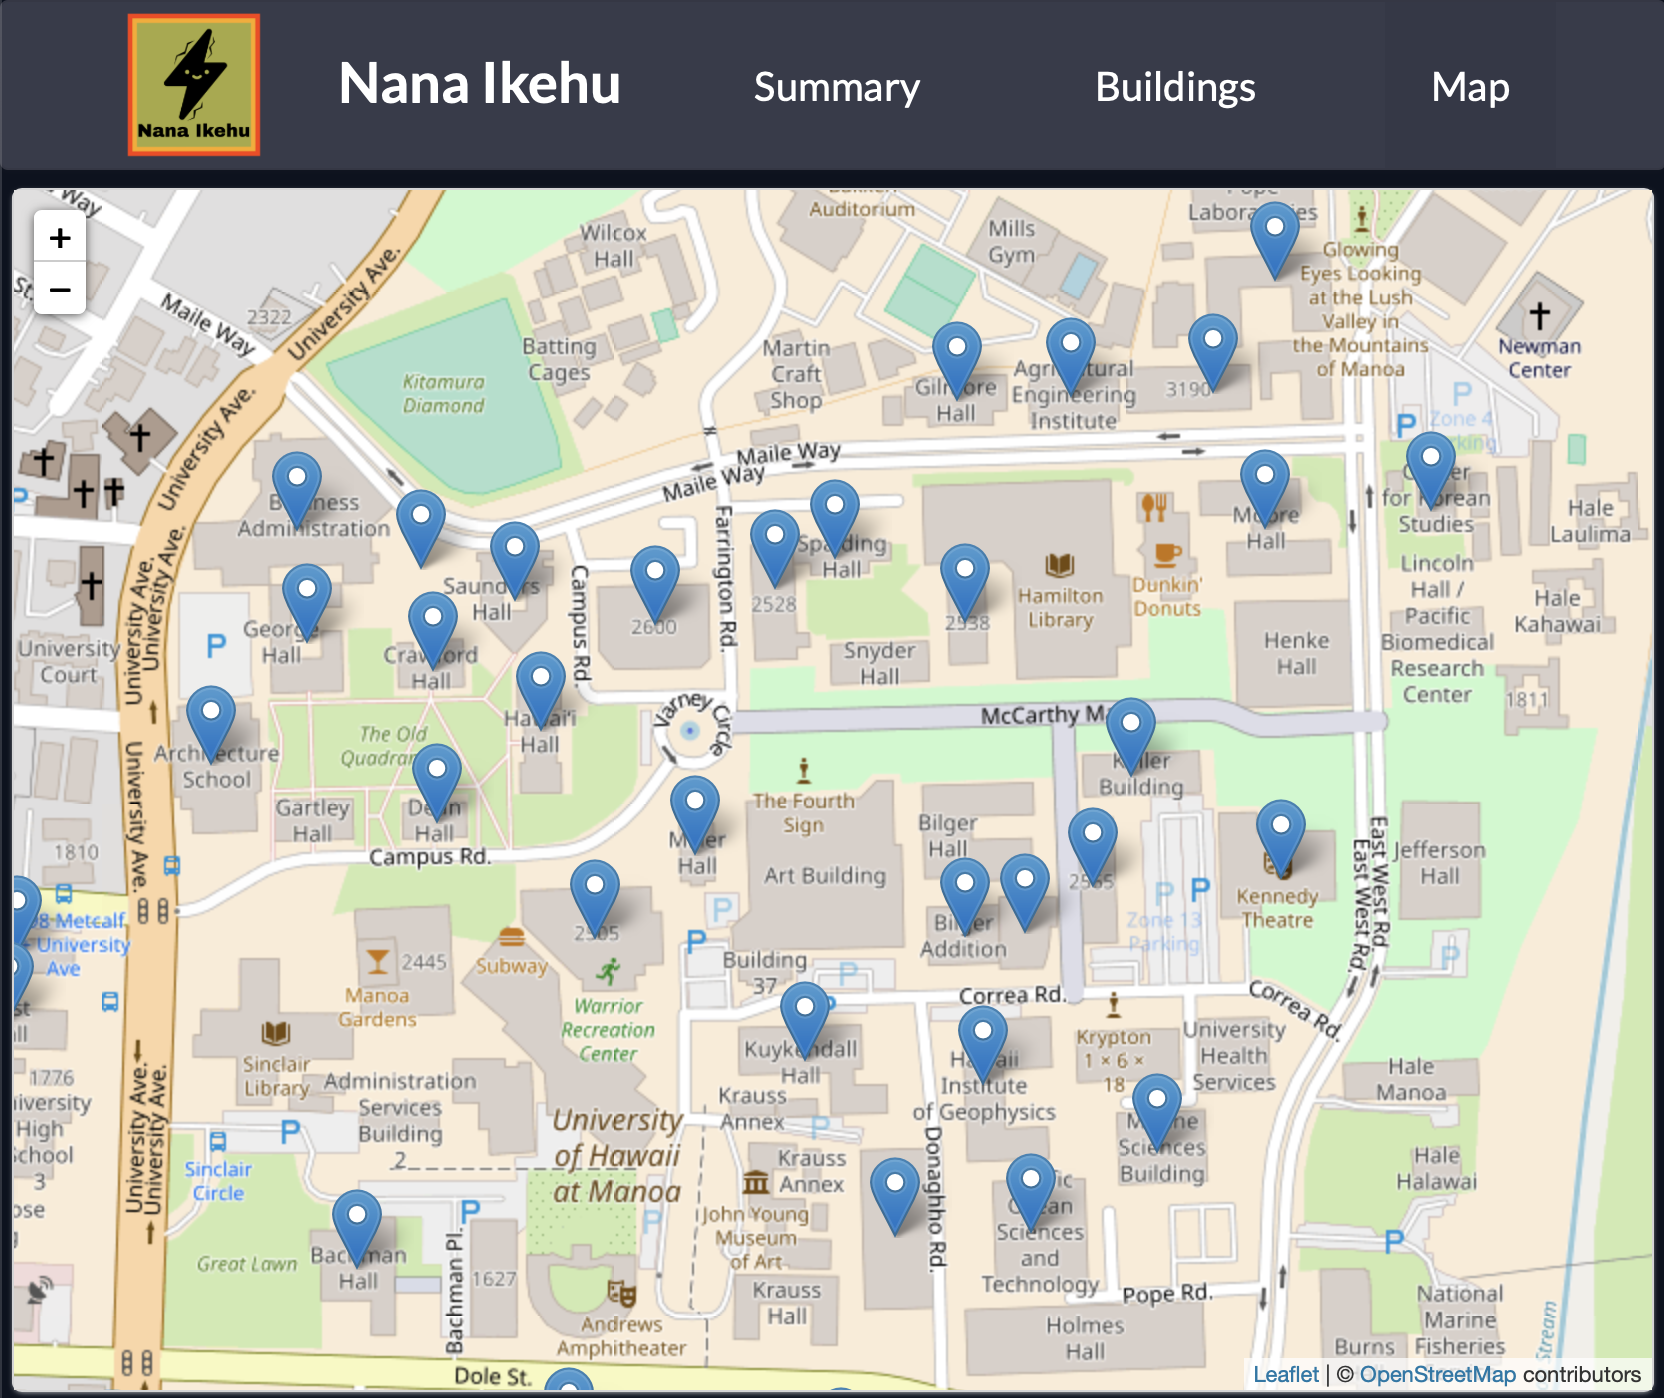 Nana Ikehu
Nana Ikehu
Summary
Buildings
Map
+
−
Way
St.
Maile Way
2322
University Ave.
University Ave.
University Ave.
University Ave.
University Ave.
University Ave.
University Ave.
University Ave.
Kitamura
Diamond
Wilcox
Hall
Batting
Cages
Auditorium
Mills
Gym
Martin
Craft
Shop
Gilmore
Hall
Agricultural
Engineering
Institute
3190
Laboratories
Glowing
Eyes Looking
at the Lush
Valley in
the Mountains
of Manoa
Newman
Center
P
P
Zone 4
Parking
Maile Way
Maile Way
Business
Administration
Saunders
Hall
George
Hall
Crawford
Hall
Campus Rd.
2600
Farrington Rd.
2528
Spalding
Hall
2538
Snyder
Hall
Hamilton
Library
Dunkin'
Donuts
Moore
Hall
Henke
Hall
Center
for Korean
Studies
Lincoln
Hall /
Pacific
Biomedical
Research
Center
Hale
Laulima
Hale
Kahawai
1811
University
Court
P
P
Architecture
School
The Old
Quadrangle
Hawai'i
Hall
Varney Circle
McCarthy Mall
Gartley
Hall
Dean
Hall
Campus Rd.
1810
Miller
Hall
The Fourth
Sign
Art Building
Bilger
Hall
Bilger
Addition
Keller
Building
2565
P
P
Zone 13
Parking
Kennedy
Theatre
East West Rd.
East West Rd.
Jefferson
Hall
P
98 Metcalf
University
Ave
2445
Manoa
Gardens
Subway
2505
Warrior
Recreation
Center
P
P
Building
37
P
Correa Rd.
Correa Rd.
Sinclair
Library
Administration
Services
Building
2
Kuykendall
Hall
Krauss
Annex
P
Krauss
Annex
Hawaii
Institute
of Geophysics
Krypton
1 × 6 ×
18
University
Health
Services
Marine
Sciences
Building
Hale
Manoa
Hale
Halawai
1776
University
High
School
3
P
Sinclair
Circle
University
of Hawaii
at Manoa
P
P
John Young
Museum
of Art
Krauss
Hall
Donaghho Rd.
Ocean
Sciences
and
Technology
Great Lawn
Bachman
Hall
Bachman Pl.
1627
Andrews
Amphitheater
Pope Rd.
Holmes
Hall
P
National
Marine
Fisheries
Burns
Stream
Dole St.
Leaflet | © OpenStreetMap contributors